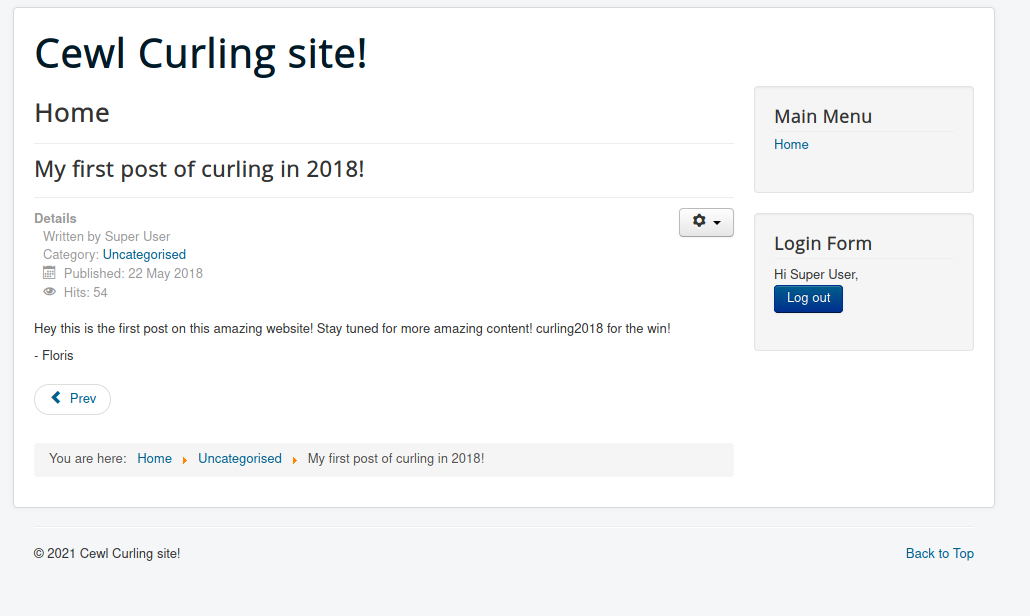 Cewl Curling site!
Home
My first post of curling in 2018!
Details
Written by Super User
Category: Uncategorised
Published: 22 May 2018
Hits: 54
Hey this is the first post on this amazing website! Stay tuned for more amazing content! curling2018 for the win!
- Floris
Prev
You are here: Home Uncategorised My first post of curling in 2018!
Main Menu
Home
Login Form
Hi Super User,
Log out
© 2021 Cewl Curling site!
Back to Top